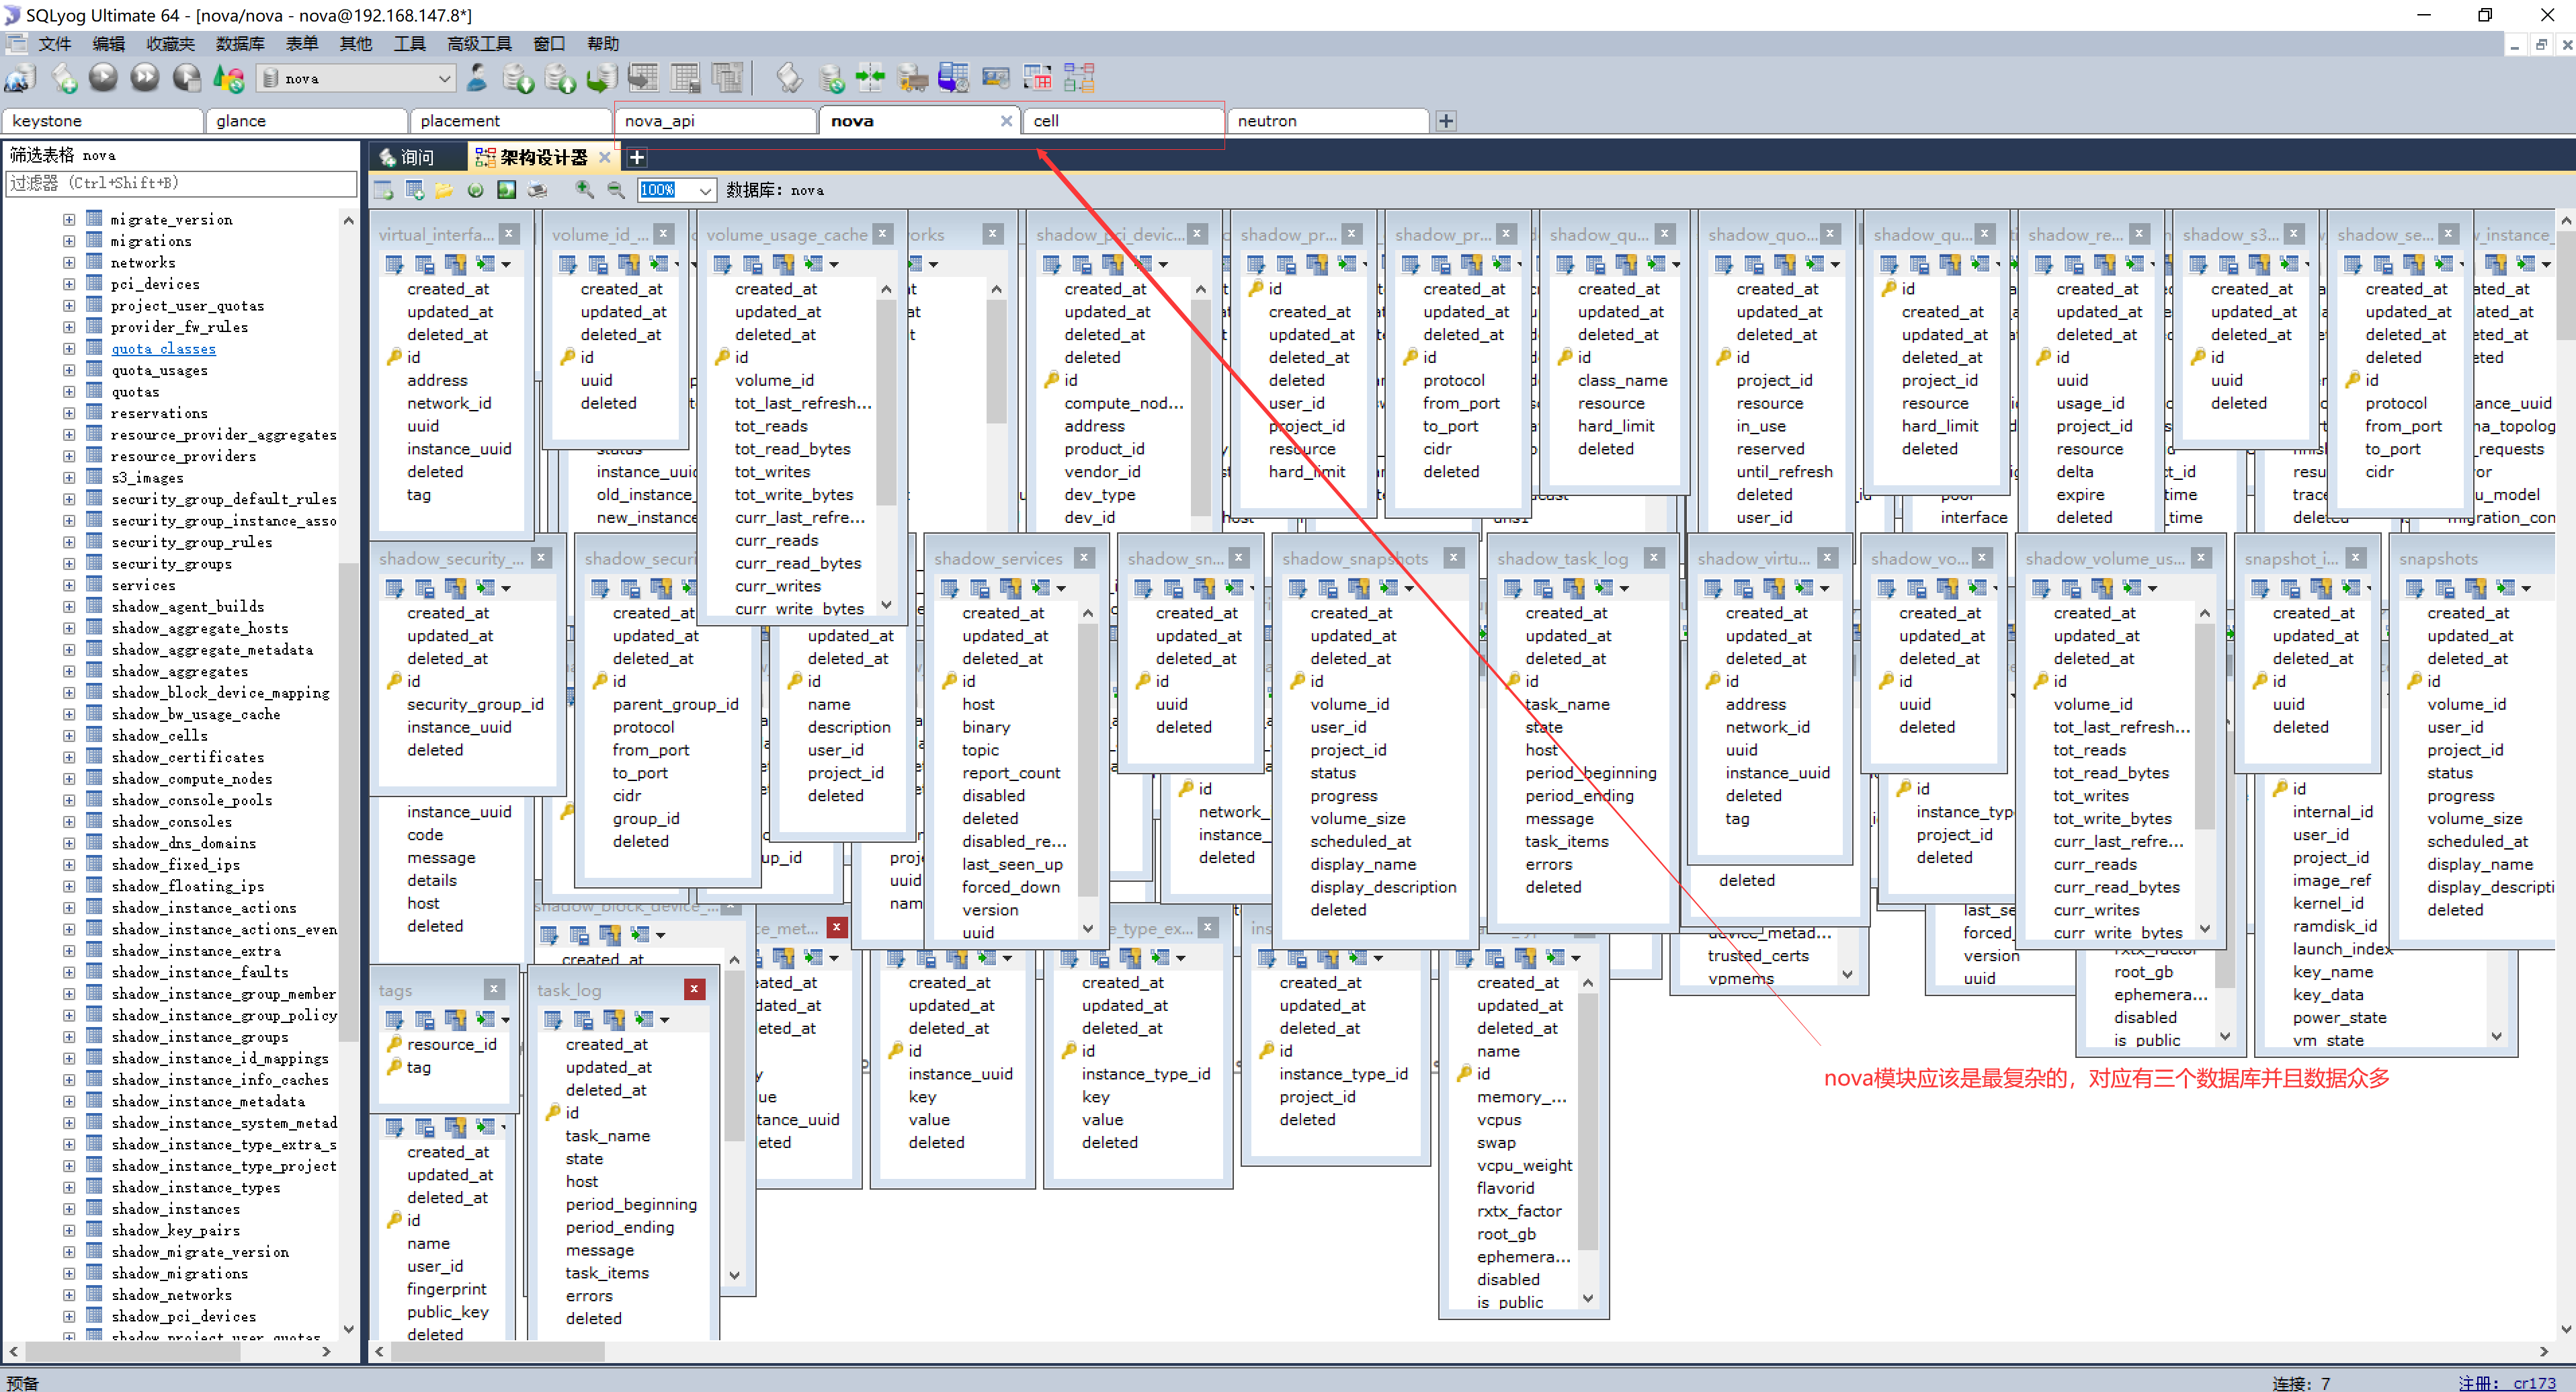 SQLyog Ultimate 64 - [nova/nova - nova@192.168.147.8*]
文件 编辑 收藏夹 数据库 表单 其他 工具 高级工具 窗口 帮助
nova
keystone glance placement nova_api nova cell neutron
筛选表格 nova
过滤器 (Ctrl+Shift+B)
migrate_version
migrations
networks
pci_devices
project_user_quotas
provider_fw_rules
quota_classes
quota_usages
quotas
reservations
resource_provider_aggregates
resource_providers
s3_images
security_group_default_rules
security_group_instance_asso
security_group_rules
security_groups
services
shadow_agent_builds
shadow_aggregate_hosts
shadow_aggregate_metadata
shadow_aggregates
shadow_block_device_mapping
shadow_bw_usage_cache
shadow_cells
shadow_certificates
shadow_compute_nodes
shadow_console_pools
shadow_consoles
shadow_dns_domains
shadow_fixed_ips
shadow_floating_ips
shadow_instance_actions
shadow_instance_actions_even
shadow_instance_extra
shadow_instance_faults
shadow_instance_group_member
shadow_instance_group_policy
shadow_instance_groups
shadow_instance_id_mappings
shadow_instance_info_caches
shadow_instance_metadata
shadow_instance_system_metad
shadow_instance_type_extra_s
shadow_instance_type_project
shadow_instance_types
shadow_instances
shadow_key_pairs
shadow_migrate_version
shadow_migrations
shadow_networks
shadow_pci_devices
shadow_project_user_quotas
询问 架构设计器
100% 数据库: nova
virtual_interfa...
created_at
updated_at
deleted_at
id
address
network_id
uuid
instance_uuid
deleted
tag
volume_id_...
created_at
updated_at
deleted_at
id
uuid
deleted
volume_usage_cache
created_at
updated_at
deleted_at
id
volume_id
tot_last_refresh...
tot_reads
tot_read_bytes
tot_writes
tot_write_bytes
curr_last_refre...
curr_reads
curr_read_bytes
curr_writes
curr_write_bytes
shadow_pci_devic...
created_at
updated_at
deleted_at
deleted
id
compute_nod...
address
product_id
vendor_id
dev_type
dev_id
shadow_pr...
id
created_at
updated_at
deleted_at
deleted
user_id
project_id
resource
hard_limit
shadow_pr...
created_at
updated_at
deleted_at
id
protocol
from_port
to_port
cidr
deleted
shadow_qu...
created_at
updated_at
deleted_at
id
class_name
resource
hard_limit
deleted
shadow_quo...
created_at
updated_at
deleted_at
id
project_id
resource
in_use
reserved
until_refresh
deleted
user_id
shadow_qu...
id
created_at
updated_at
deleted_at
project_id
resource
hard_limit
deleted
shadow_re...
created_at
updated_at
deleted_at
id
uuid
usage_id
project_id
resource
delta
expire
deleted
shadow_s3...
created_at
updated_at
deleted_at
id
uuid
deleted
shadow_se...
created_at
updated_at
deleted_at
deleted
id
protocol
from_port
to_port
cidr
shadow_security_...
created_at
updated_at
deleted_at
id
security_group_id
instance_uuid
deleted
instance_uuid
code
message
details
host
deleted
shadow_securi
created_at
updated_at
deleted_at
id
parent_group_id
protocol
from_port
to_port
cidr
group_id
deleted
updated_at
deleted_at
id
name
description
user_id
project_id
deleted
shadow_services
created_at
updated_at
deleted_at
id
host
binary
topic
report_count
disabled
deleted
disabled_re...
last_seen_up
forced_down
version
uuid
shadow_sn...
created_at
updated_at
deleted_at
id
uuid
deleted
id
network_
instance_
deleted
shadow_snapshots
created_at
updated_at
deleted_at
id
volume_id
user_id
project_id
status
progress
volume_size
scheduled_at
display_name
display_description
deleted
shadow_task_log
created_at
updated_at
deleted_at
id
task_name
state
host
period_beginning
period_ending
message
task_items
errors
deleted
shadow_virtu...
created_at
updated_at
deleted_at
id
address
network_id
uuid
instance_uuid
deleted
tag
deleted
device_metad...
trusted_certs
vpmems
shadow_vo...
created_at
updated_at
deleted_at
id
uuid
deleted
id
instance_typ
project_id
deleted
shadow_volume_us...
created_at
updated_at
deleted_at
id
volume_id
tot_last_refresh...
tot_reads
tot_read_bytes
tot_writes
tot_write_bytes
curr_last_refre...
curr_reads
curr_read_bytes
curr_writes
curr_write_bytes
snapshot_i...
created_at
updated_at
deleted_at
id
uuid
deleted
id
internal_id
user_id
project_id
image_ref
kernel_id
ramdisk_id
launch_index
key_name
key_data
power_state
vm_state
snapshots
created_at
updated_at
deleted_at
id
volume_id
user_id
project_id
status
progress
volume_size
scheduled_at
display_name
display_descripti
deleted
tags
resource_id
tag
created_at
updated_at
deleted_at
id
name
user_id
fingerprint
public_key
deleted
task_log
created_at
updated_at
deleted_at
id
task_name
state
host
period_beginning
period_ending
message
task_items
errors
deleted
created_at
updated_at
deleted_at
id
instance_uuid
key
value
deleted
created_at
updated_at
deleted_at
id
instance_type_id
key
value
deleted
created_at
updated_at
deleted_at
id
instance_type_id
project_id
deleted
created_at
updated_at
deleted_at
name
id
memory_...
vcpus
swap
vcpu_weight
flavorid
rxtx_factor
root_gb
ephemera...
disabled
is_public
root_gb
ephemera...
disabled
is_public
nova模块应该是最复杂的，对应有三个数据库并且数据众多
预备
连接: 7
注册: cr173